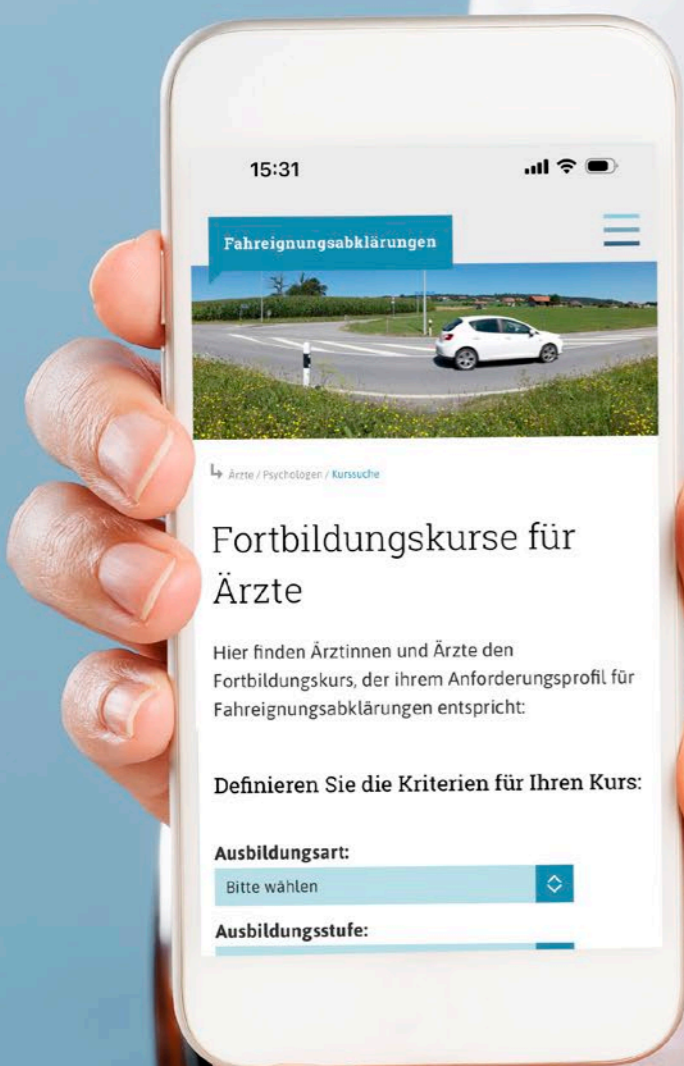 15:31
Fahreignungsabklärungen
Ärzte / Psychologen / Kurssuche
Fortbildungskurse für
Ärzte
Hier finden Ärztinnen und Ärzte den
Fortbildungskurs, der ihrem Anforderungsprofil für
Fahreignungsabklärungen entspricht:
Definieren Sie die Kriterien für Ihren Kurs:
Ausbildungsart:
Bitte wählen
Ausbildungsstufe: